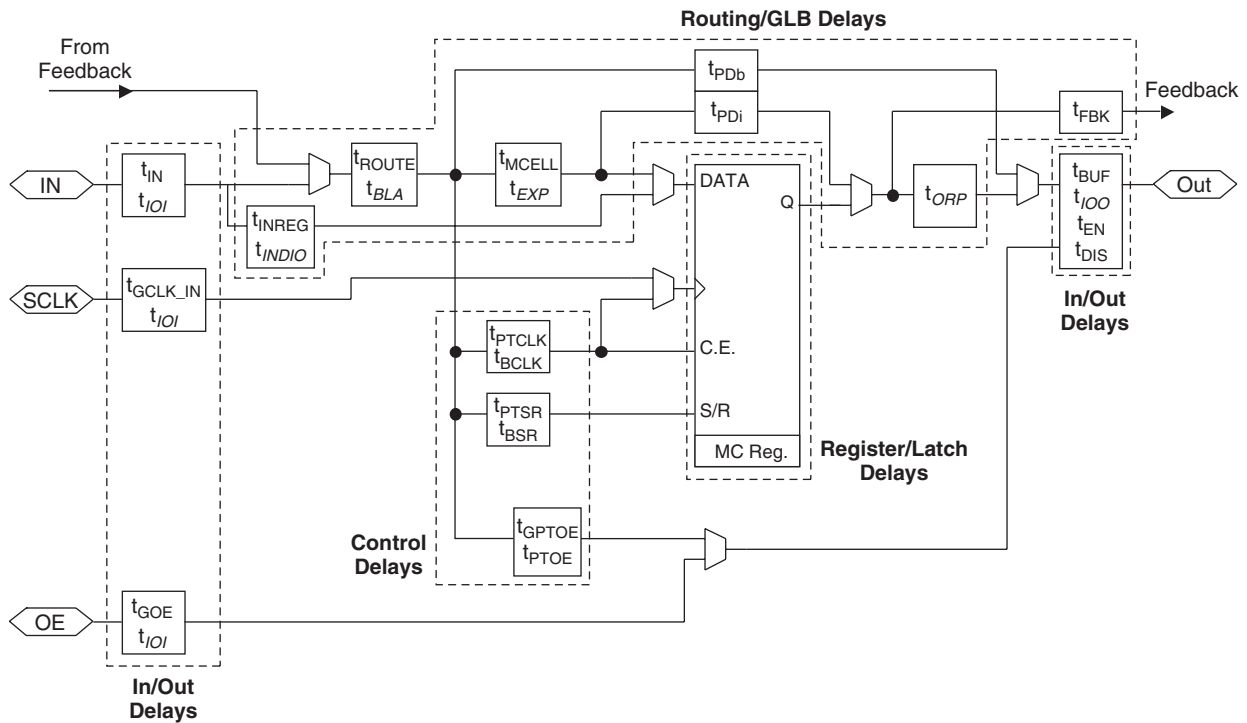 Routing/GLB Delays
From
Feedback
tPDb
tPDi
tFBK
Feedback
IN
tIN
tIOI
tROUTE
tBLA
tMCELL
tEXP
tINREG
tINDIO
DATA
Q
tORP
tBUF
tIOO
tEN
tDIS
Out
In/Out
Delays
SCLK
tGCLK_IN
tIOI
tPTCLK
tBCLK
C.E.
tPTSR
tBSR
S/R
MC Reg.
Register/Latch
Delays
Control
Delays
tGPTOE
tPTOE
OE
tGOE
tIOI
In/Out
Delays